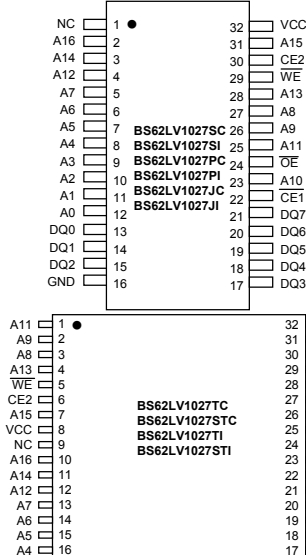 NC 1 32 VCC
A16 2 31 A15
A14 3 30 CE2
A12 4 29 WE
A7 5 28 A13
A6 6 27 A8
A5 7 BS62LV1027SC 26 A9
A4 8 BS62LV1027SI 25 A11
A3 9 BS62LV1027PC 24 OE
A2 10 BS62LV1027PI 23 A10
A1 11 BS62LV1027JC 22 CE1
A0 12 BS62LV1027JI 21 DQ7
DQ0 13 20 DQ6
DQ1 14 19 DQ5
DQ2 15 18 DQ4
GND 16 17 DQ3
A11 1 32
A9 2 31
A8 3 30
A13 4 29
WE 5 28
CE2 6 BS62LV1027TC 27
A15 7 BS62LV1027STC 26
VCC 8 BS62LV1027TI 25
NC 9 BS62LV1027STI 24
A16 10 23
A14 11 22
A12 12 21
A7 13 20
A6 14 19
A5 15 18
A4 16 17